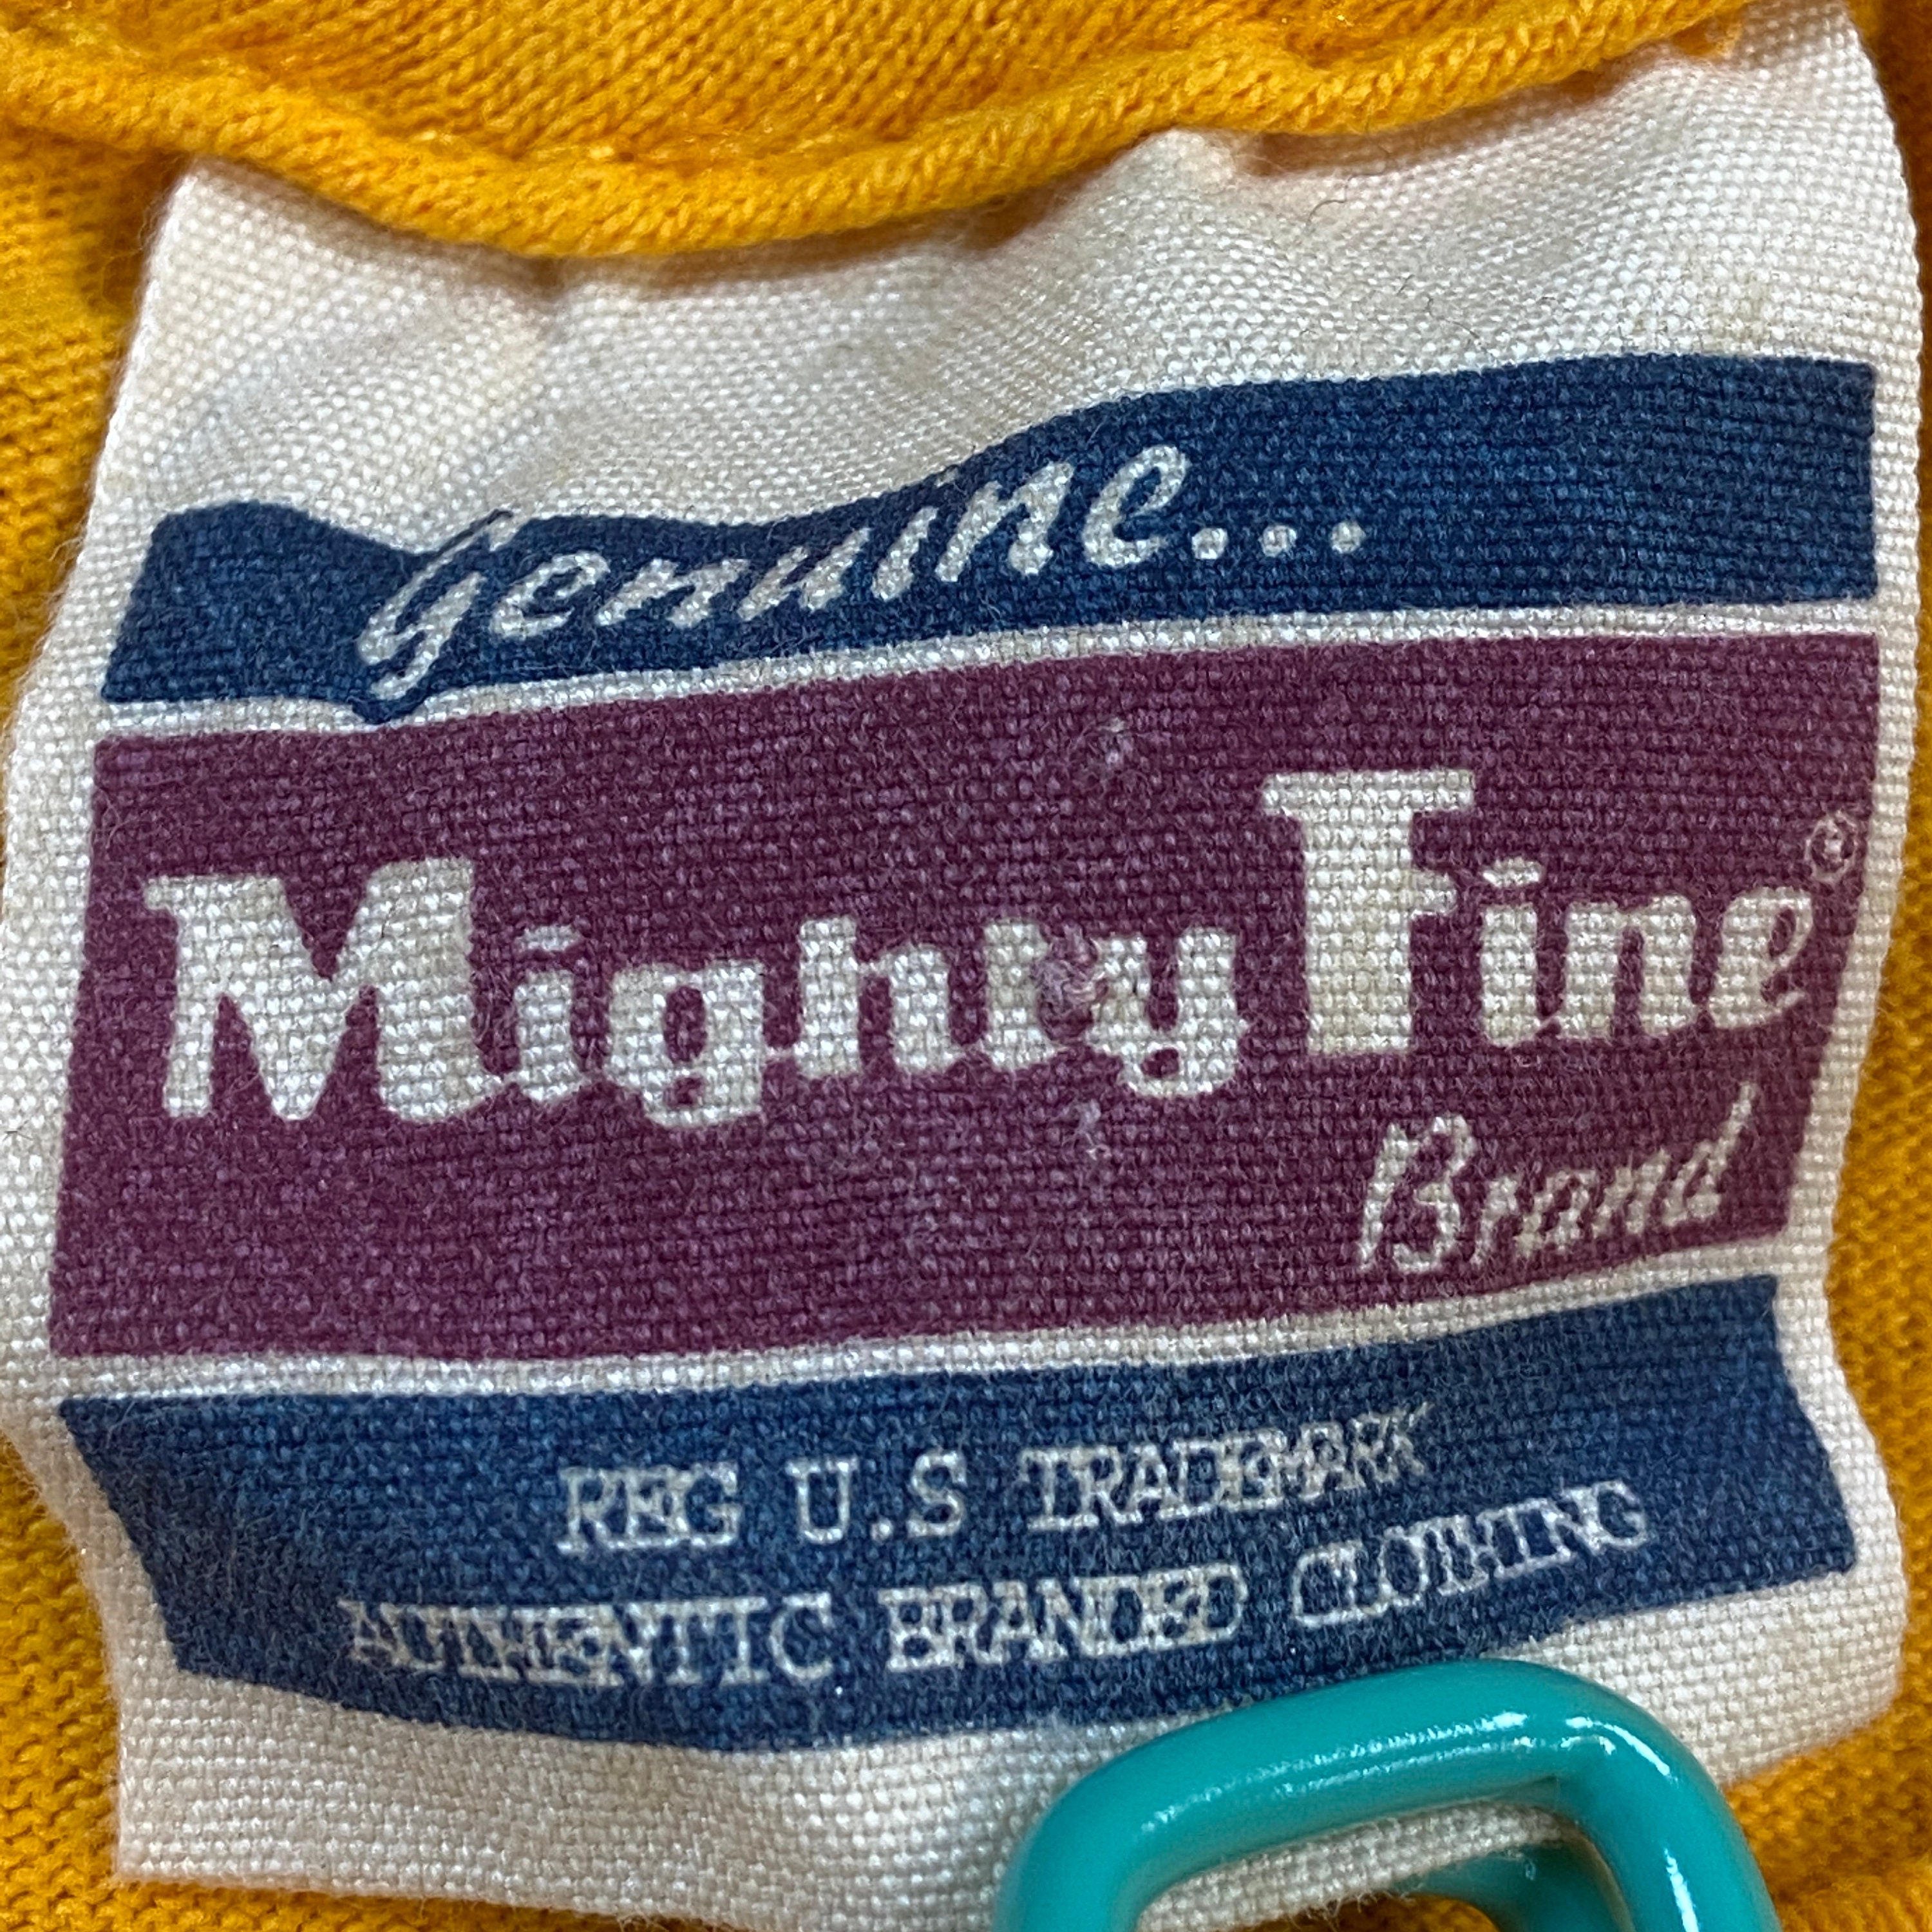 Genuine...
Mighty Fine®
Brand
REG U.S TRADEMARK
AUTHENTIC BRANDED CLOTHING